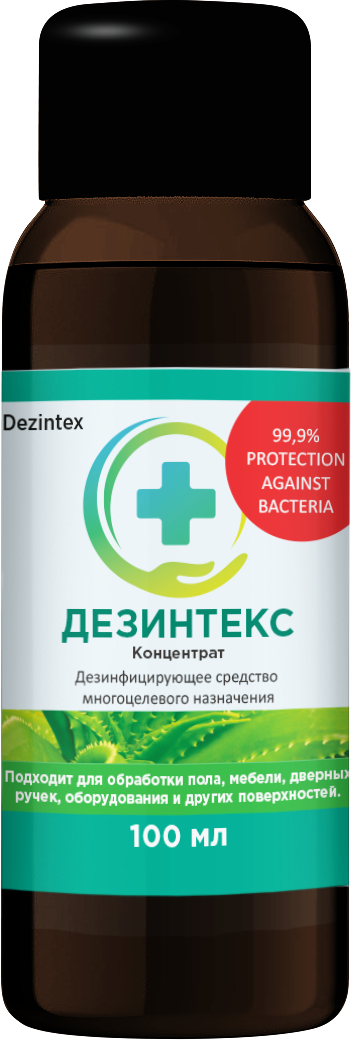 Dezintex
99,9%
PROTECTION
AGAINST
BACTERIA
ДЕЗИНТЕКС
Концентрат
Дезинфицирующее средство
многоцелевого назначения
Подходит для обработки пола, мебели, дверных
ручек, оборудования и других поверхностей.
100 мл